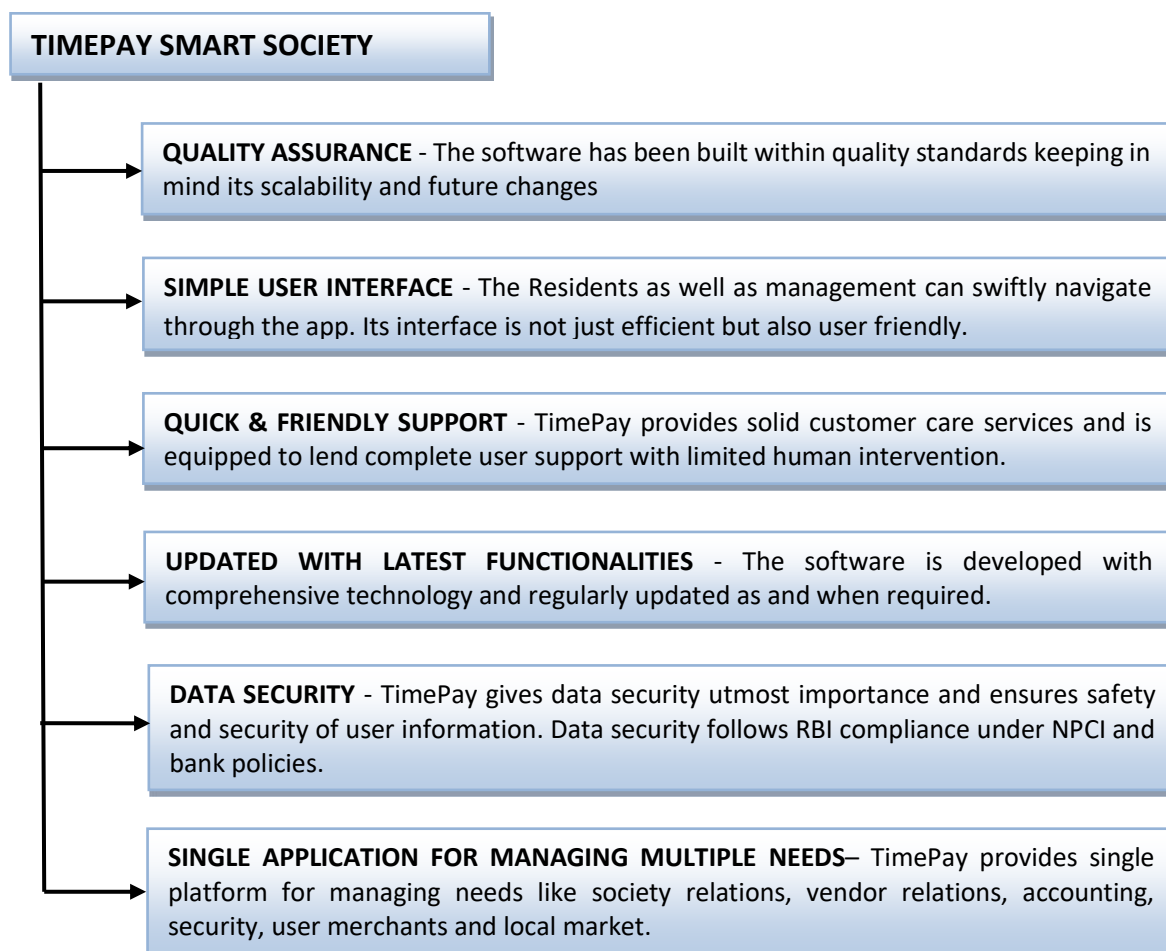 TIMEPAY SMART SOCIETY
QUALITY ASSURANCE - The software has been built within quality standards keeping in
mind its scalability and future changes
SIMPLE USER INTERFACE - The Residents as well as management can swiftly navigate
through the app. Its interface is not just efficient but also user friendly.
QUICK & FRIENDLY SUPPORT - TimePay provides solid customer care services and is
equipped to lend complete user support with limited human intervention.
UPDATED WITH LATEST FUNCTIONALITIES - The software is developed with
comprehensive technology and regularly updated as and when required.
DATA SECURITY - TimePay gives data security utmost importance and ensures safety
and security of user information. Data security follows RBI compliance under NPCI and
bank policies.
SINGLE APPLICATION FOR MANAGING MULTIPLE NEEDS– TimePay provides single
platform for managing needs like society relations, vendor relations, accounting,
security, user merchants and local market.